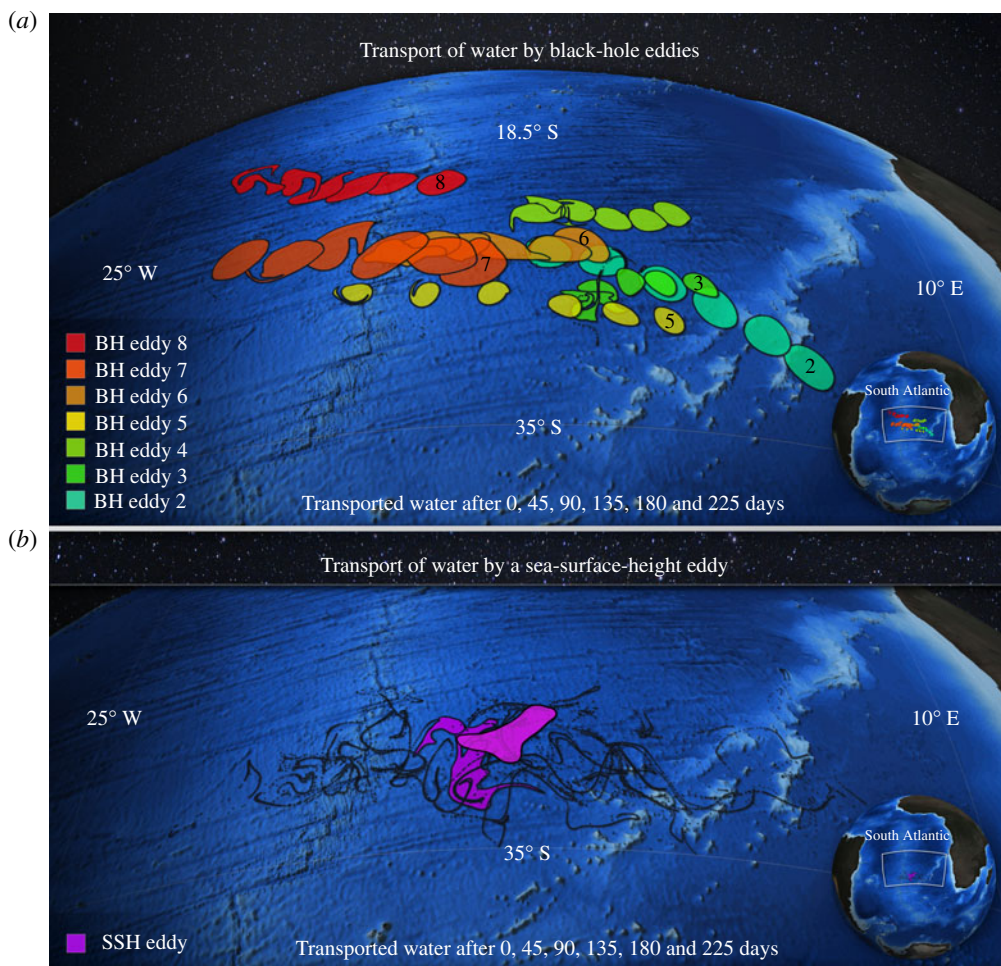 (a)
Transport of water by black-hole eddies
18.5° S
8
6
25° W
7
3
10° E
5
BH eddy 8
2
BH eddy 7
South Atlantic
BH eddy 6
BH eddy 5
35° S
BH eddy 4
BH eddy 3
BH eddy 2
Transported water after 0, 45, 90, 135, 180 and 225 days
(b)
Transport of water by a sea-surface-height eddy
25° W
10° E
South Atlantic
35° S
SSH eddy
Transported water after 0, 45, 90, 135, 180 and 225 days